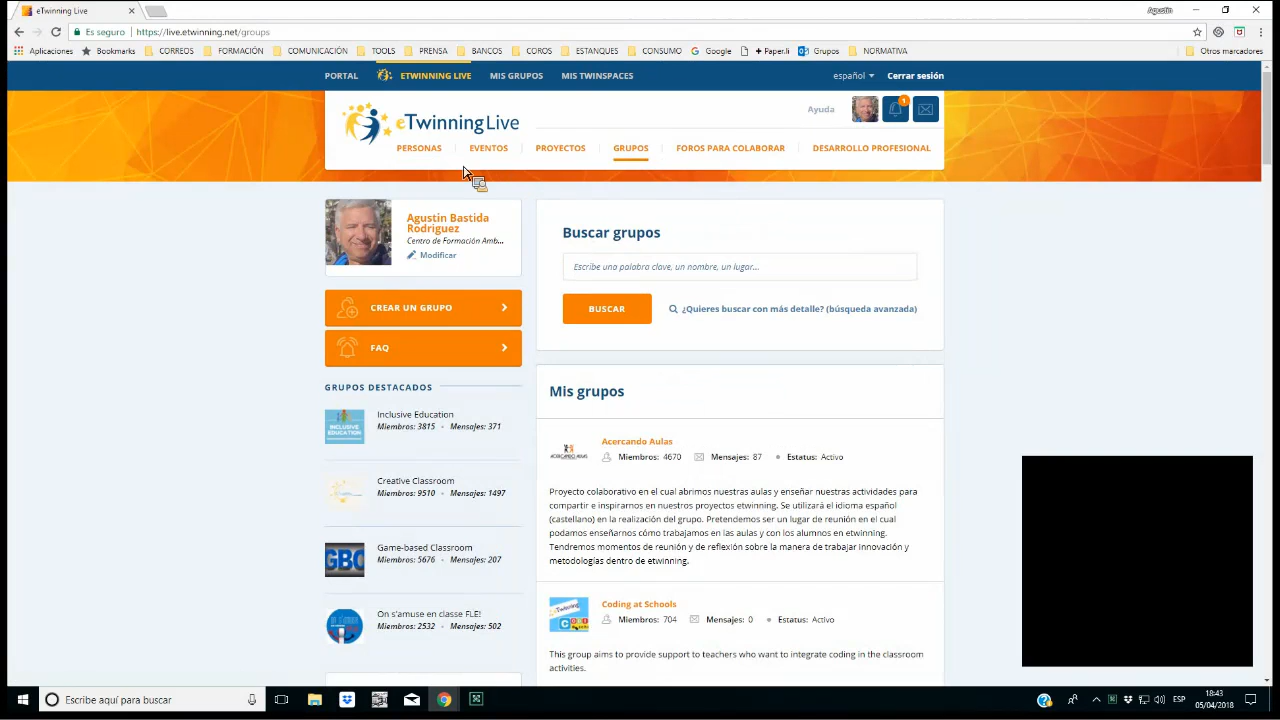 eTwinning Live
Agustin
Es seguro https://live.etwinning.net/groups
Aplicaciones Bookmarks CORREOS FORMACIÓN COMUNICACIÓN TOOLS PRENSA BANCOS COROS ESTANQUES CONSUMO Google Paper.li Grupos NORMATIVA Otros marcadores
PORTAL ETWINNING LIVE MIS GRUPOS MIS TWINSPACES español Cerrar sesión
Ayuda 1
eTwinning Live
PERSONAS EVENTOS PROYECTOS GRUPOS FOROS PARA COLABORAR DESARROLLO PROFESIONAL
Agustin Bastida
Rodriguez
Centro de Formación Amb...
Modificar
CREAR UN GRUPO
FAQ
GRUPOS DESTACADOS
INCLUSIVE
EDUCATION
Inclusive Education
Miembros: 3815 • Mensajes: 371
Creative Classroom
Miembros: 9510 • Mensajes: 1497
GBC
Game-based Classroom
Miembros: 5676 • Mensajes: 207
On s'amuse en classe FLE!
Miembros: 2532 • Mensajes: 502
Buscar grupos
Escribe una palabra clave, un nombre, un lugar...
BUSCAR ¿Quieres buscar con más detalle? (búsqueda avanzada)
Mis grupos
ACERCANDO AULAS
Acercando Aulas
Miembros: 4670 Mensajes: 87 • Estatus: Activo
Proyecto colaborativo en el cual abrimos nuestras aulas y enseñar nuestras actividades para
compartir e inspirarnos en nuestros proyectos etwinning. Se utilizará el idioma español
(castellano) en la realización del grupo. Pretendemos ser un lugar de reunión en el cual
podamos enseñarnos cómo trabajamos en las aulas y con los alumnos en etwinning.
Tendremos momentos de reunión y de reflexión sobre la manera de trabajar innovación y
metodologías dentro de etwinning.
Coding at Schools
Miembros: 704 Mensajes: 0 • Estatus: Activo
This group aims to provide support to teachers who want to integrate coding in the classroom
activities.
Escribe aquí para buscar
ESP
18:43
05/04/2018